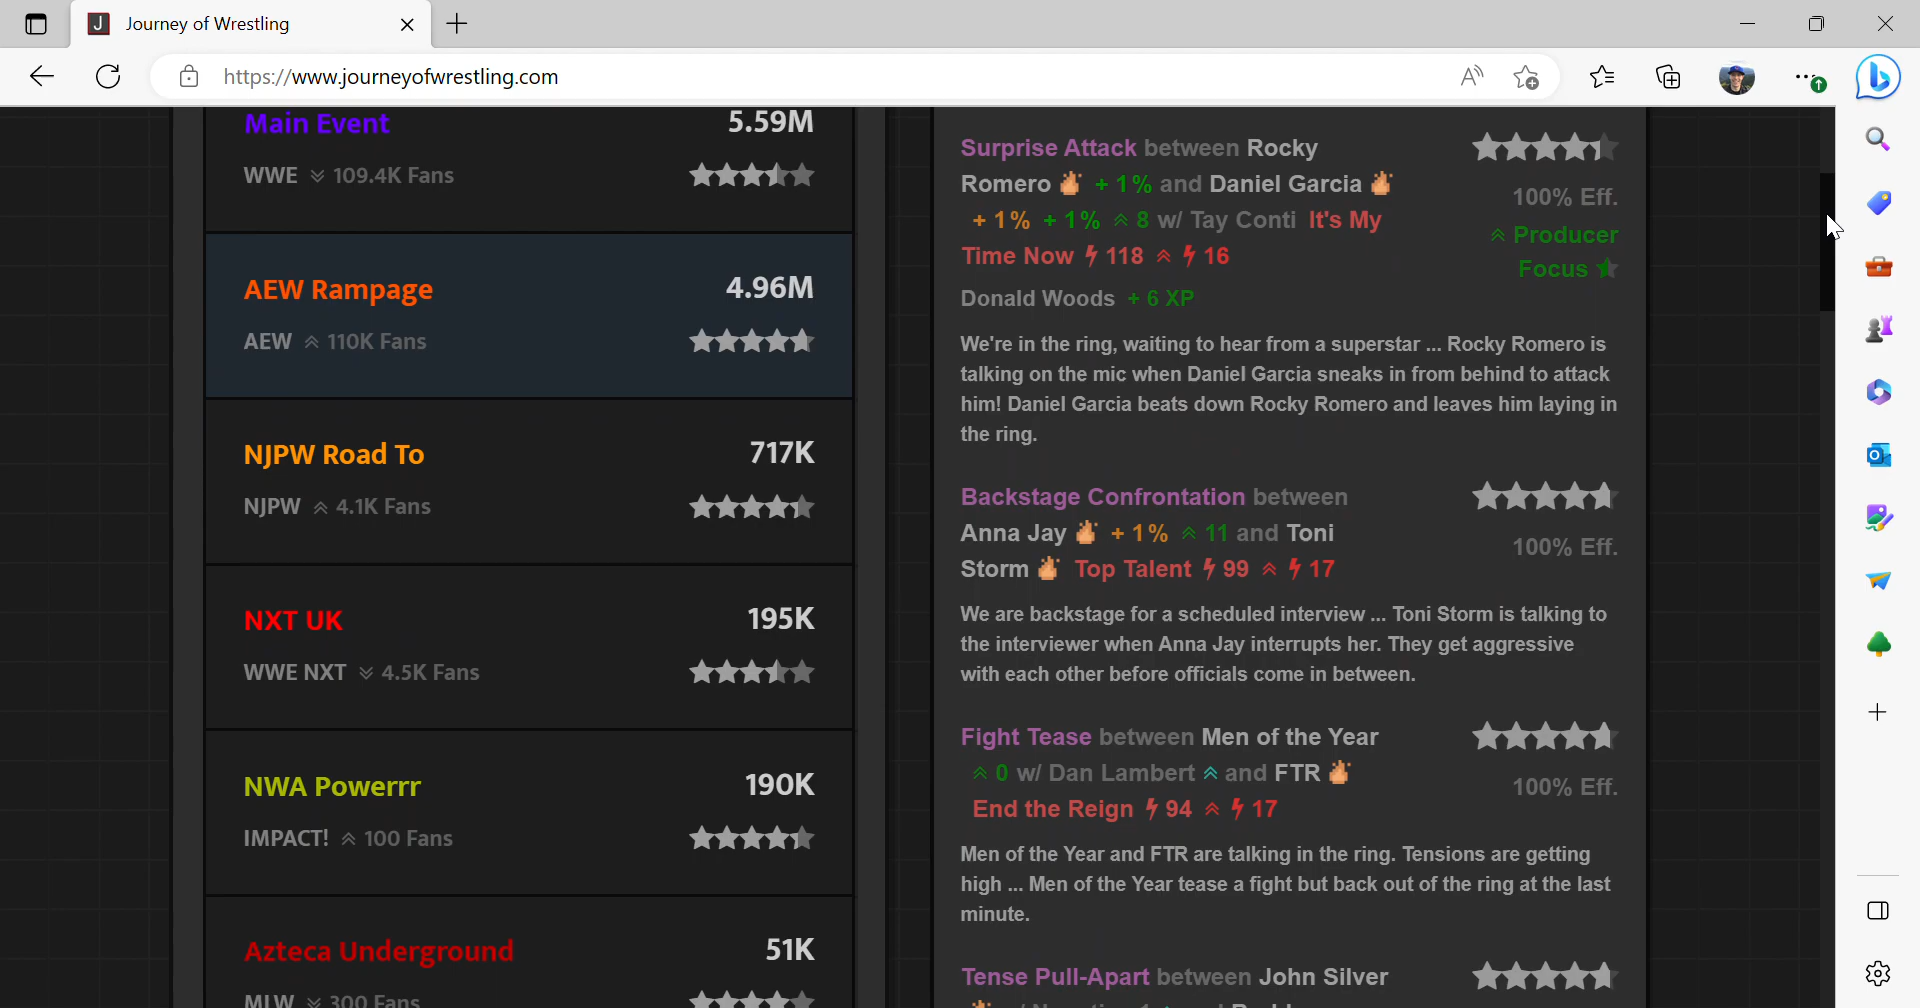 Journey of Wrestling
https://www.journeyofwrestling.com
Main Event 5.59M
WWE 109.4K Fans
AEW Rampage 4.96M
AEW 110K Fans
NJPW Road To 717K
NJPW 4.1K Fans
NXT UK 195K
WWE NXT 4.5K Fans
NWA Powerrr 190K
IMPACT! 100 Fans
Azteca Underground 51K
MLW 300 Fans
Surprise Attack between Rocky
Romero + 1% and Daniel Garcia
+ 1% + 1% 8 w/ Tay Conti It's My
Time Now 118 16
100% Eff.
Producer
Focus
Donald Woods + 6 XP
We're in the ring, waiting to hear from a superstar ... Rocky Romero is
talking on the mic when Daniel Garcia sneaks in from behind to attack
him! Daniel Garcia beats down Rocky Romero and leaves him laying in
the ring.
Backstage Confrontation between
Anna Jay + 1% 11 and Toni
Storm Top Talent 99 17
100% Eff.
We are backstage for a scheduled interview ... Toni Storm is talking to
the interviewer when Anna Jay interrupts her. They get aggressive
with each other before officials come in between.
Fight Tease between Men of the Year
0 w/ Dan Lambert and FTR
End the Reign 94 17
100% Eff.
Men of the Year and FTR are talking in the ring. Tensions are getting
high ... Men of the Year tease a fight but back out of the ring at the last
minute.
Tense Pull-Apart between John Silver